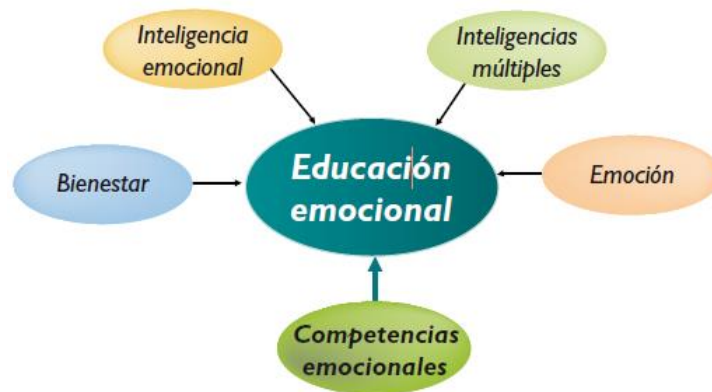 Inteligencia
emocional
Inteligencias
múltiples
Bienestar
Educación
emocional
Emoción
Competencias
emocionales